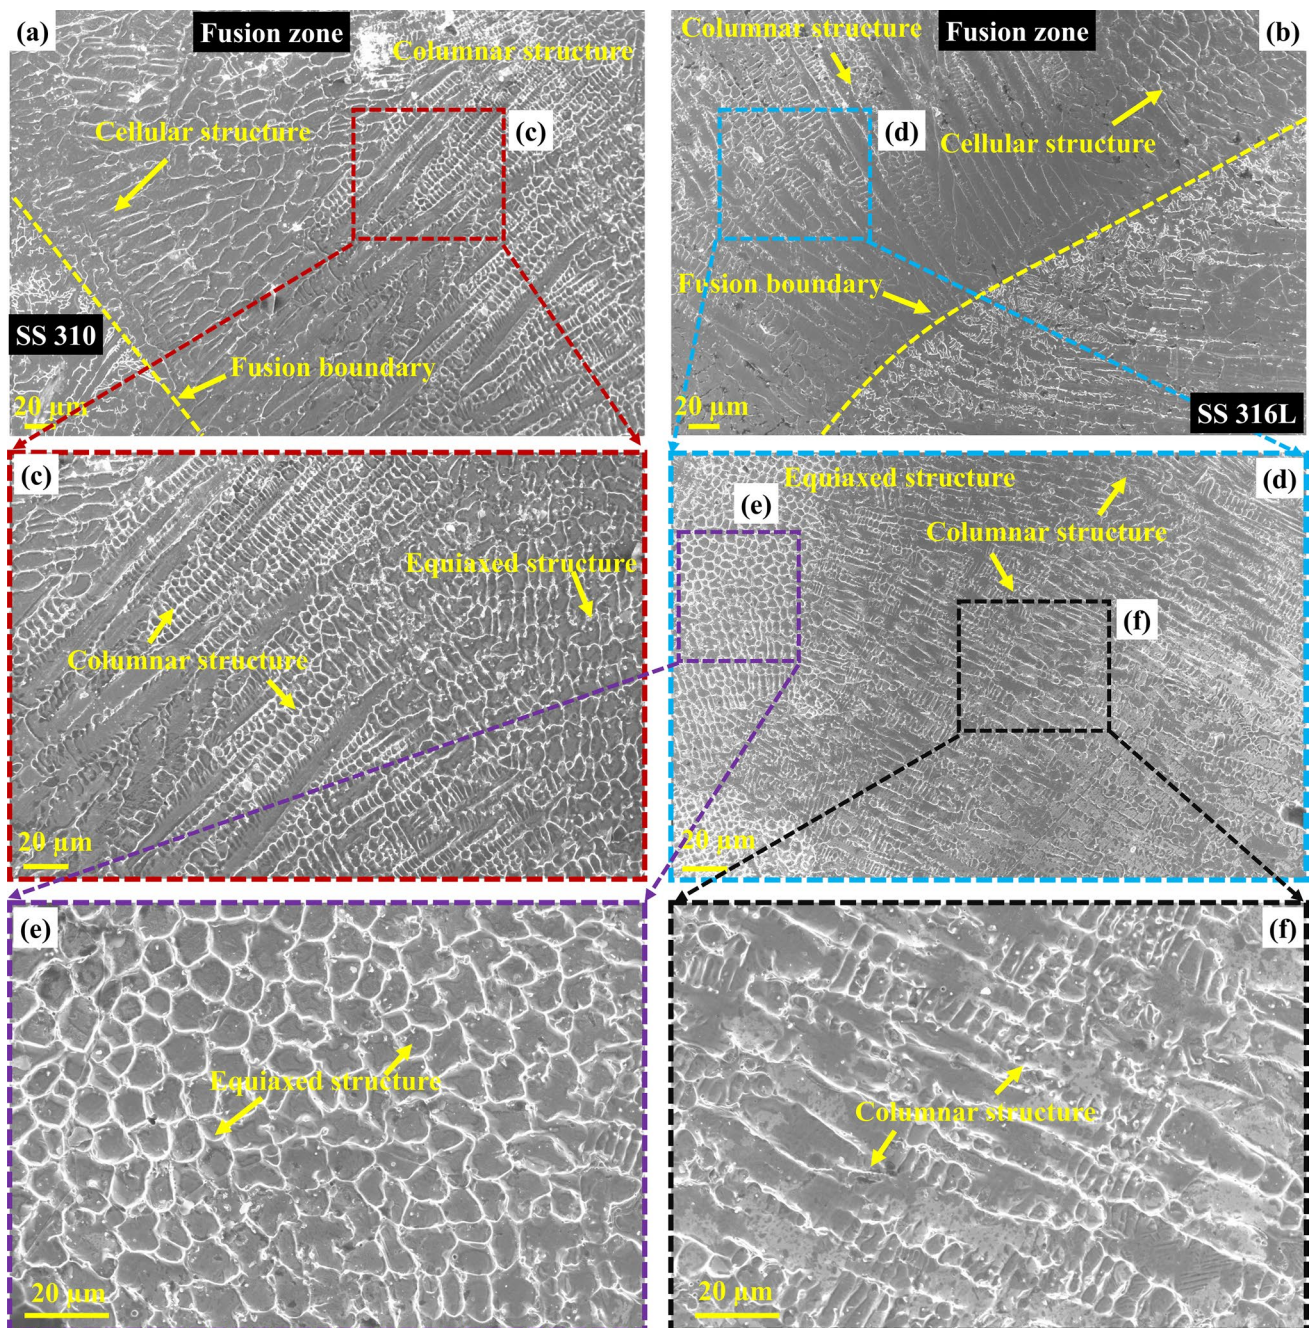 (a)
Fusion zone
Columnar structure
Cellular structure
(c)
SS 310
Fusion boundary
20 µm
Columnar structure
Fusion zone
(b)
(d)
Cellular structure
Fusion boundary
SS 316L
20 µm
(c)
Equiaxed structure
Columnar structure
20 µm
Equiaxed structure
(d)
(e)
Columnar structure
(f)
20 µm
(e)
Equiaxed structure
20 µm
(f)
Columnar structure
20 µm